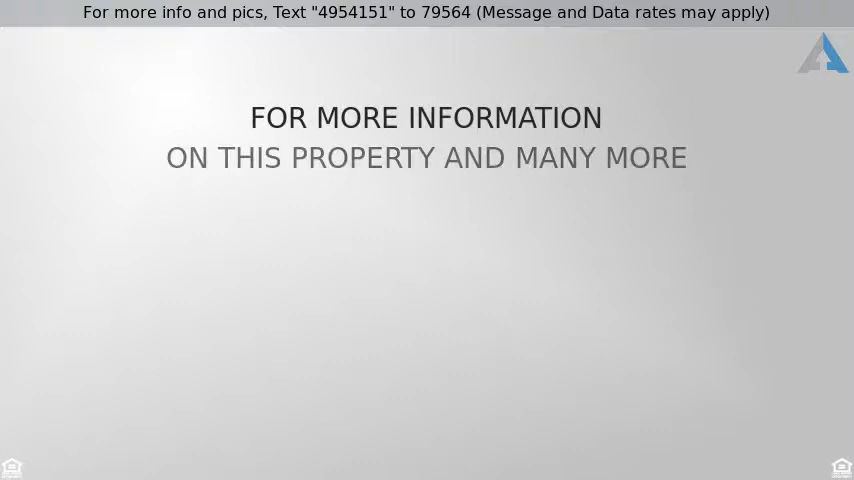 For more info and pics, Text "4954151" to 79564 (Message and Data rates may apply)
FOR MORE INFORMATION
ON THIS PROPERTY AND MANY MORE